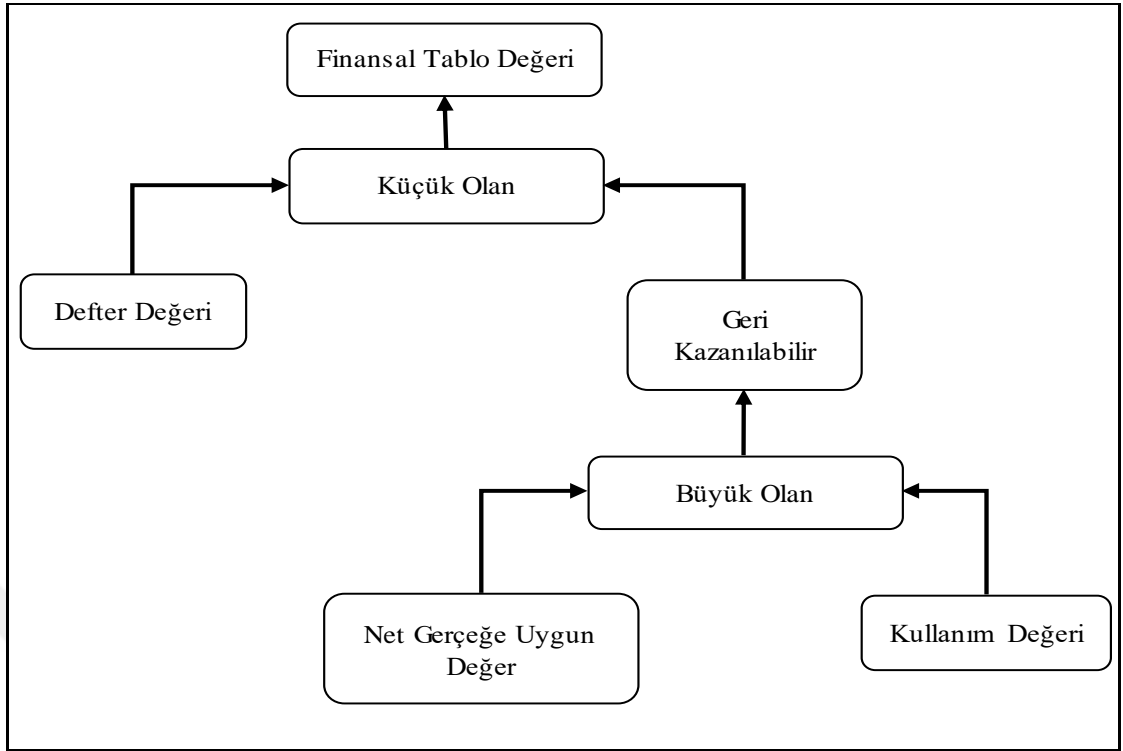 Finansal Tablo Değeri
Küçük Olan
Defter Değeri
Geri
Kazanılabilir
Büyük Olan
Net Gerçeğe Uygun
Değer
Kullanım Değeri